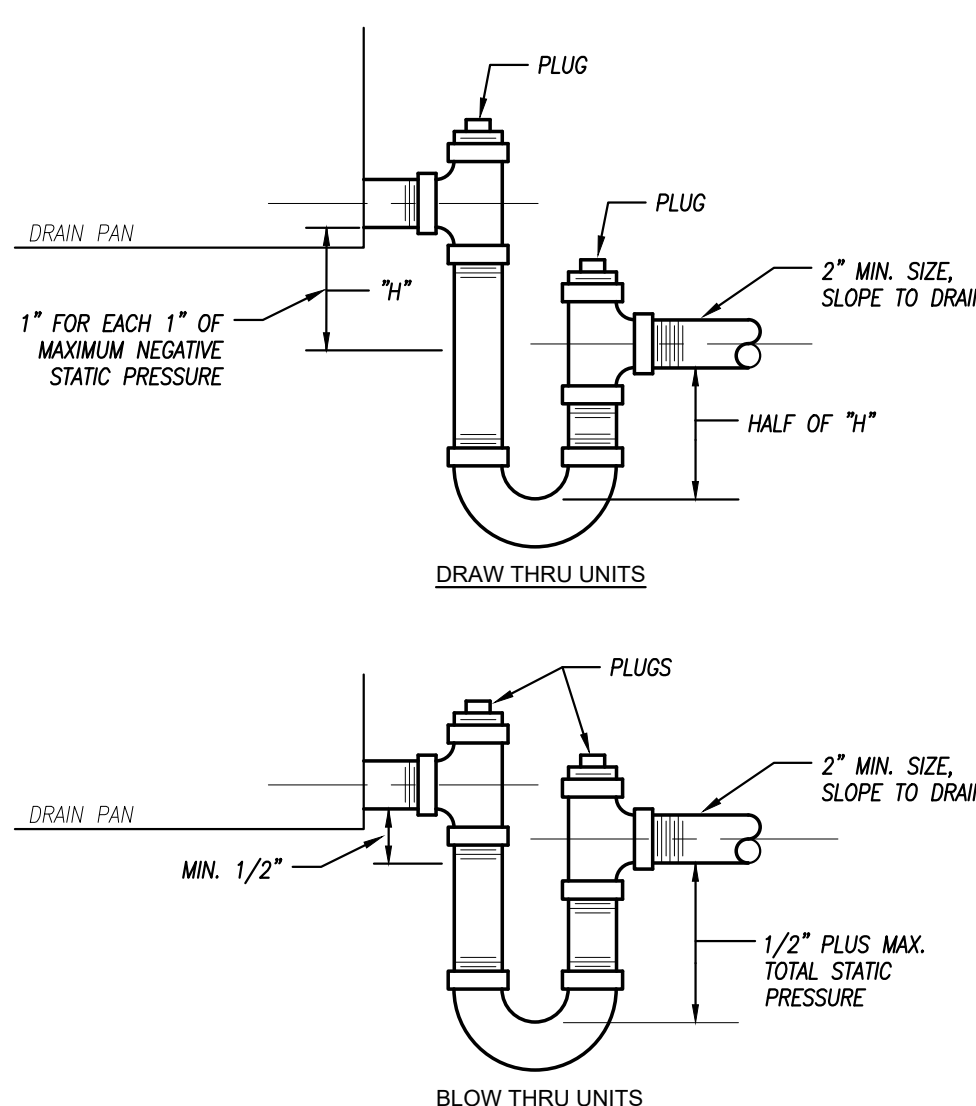 PLUG
PLUG
DRAIN PAN
"H"
2" MIN. SIZE,
SLOPE TO DRAIN
1" FOR EACH 1" OF
MAXIMUM NEGATIVE
STATIC PRESSURE
HALF OF "H"
DRAW THRU UNITS
PLUGS
2" MIN. SIZE,
SLOPE TO DRAIN
DRAIN PAN
MIN. 1/2"
1/2" PLUS MAX.
TOTAL STATIC
PRESSURE
BLOW THRU UNITS